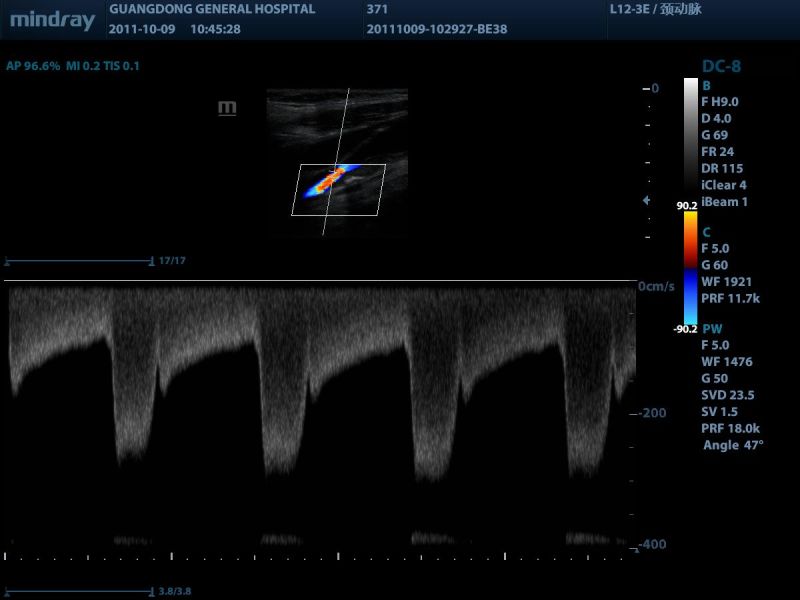 mindray
GUANGDONG GENERAL HOSPITAL
2011-10-09 10:45:28
371
20111009-102927-BE38
L12-3E / 颈动脉
AP 96.6% MI 0.2 TIS 0.1
m
0
DC-8
B
F H9.0
D 4.0
G 69
FR 24
DR 115
iClear 4
iBeam 1
90.2
C
F 5.0
G 60
WF 1921
PRF 11.7k
-90.2
PW
F 5.0
WF 1476
G 50
SVD 23.5
SV 1.5
PRF 18.0k
Angle 47°
17/17
0cm/s
-200
-400
3.8/3.8